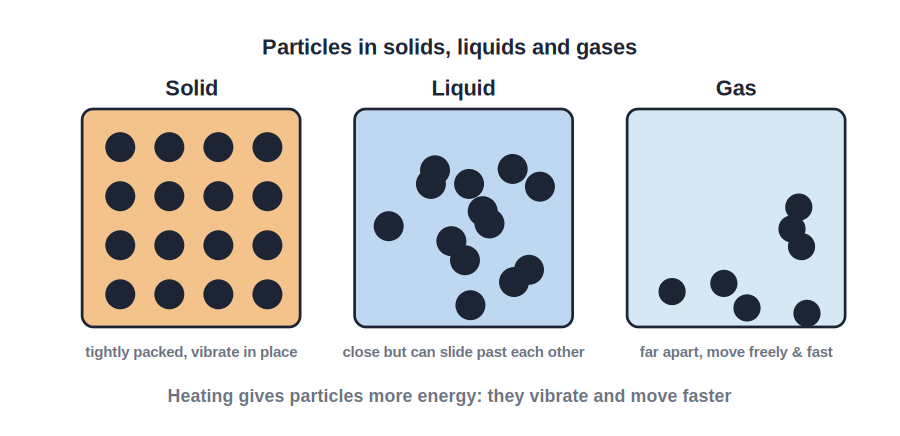 Particles in solids, liquids and gases
Solid
Liquid
Gas
tightly packed, vibrate in place
close but can slide past each other
far apart, move freely & fast
Heating gives particles more energy: they vibrate and move faster